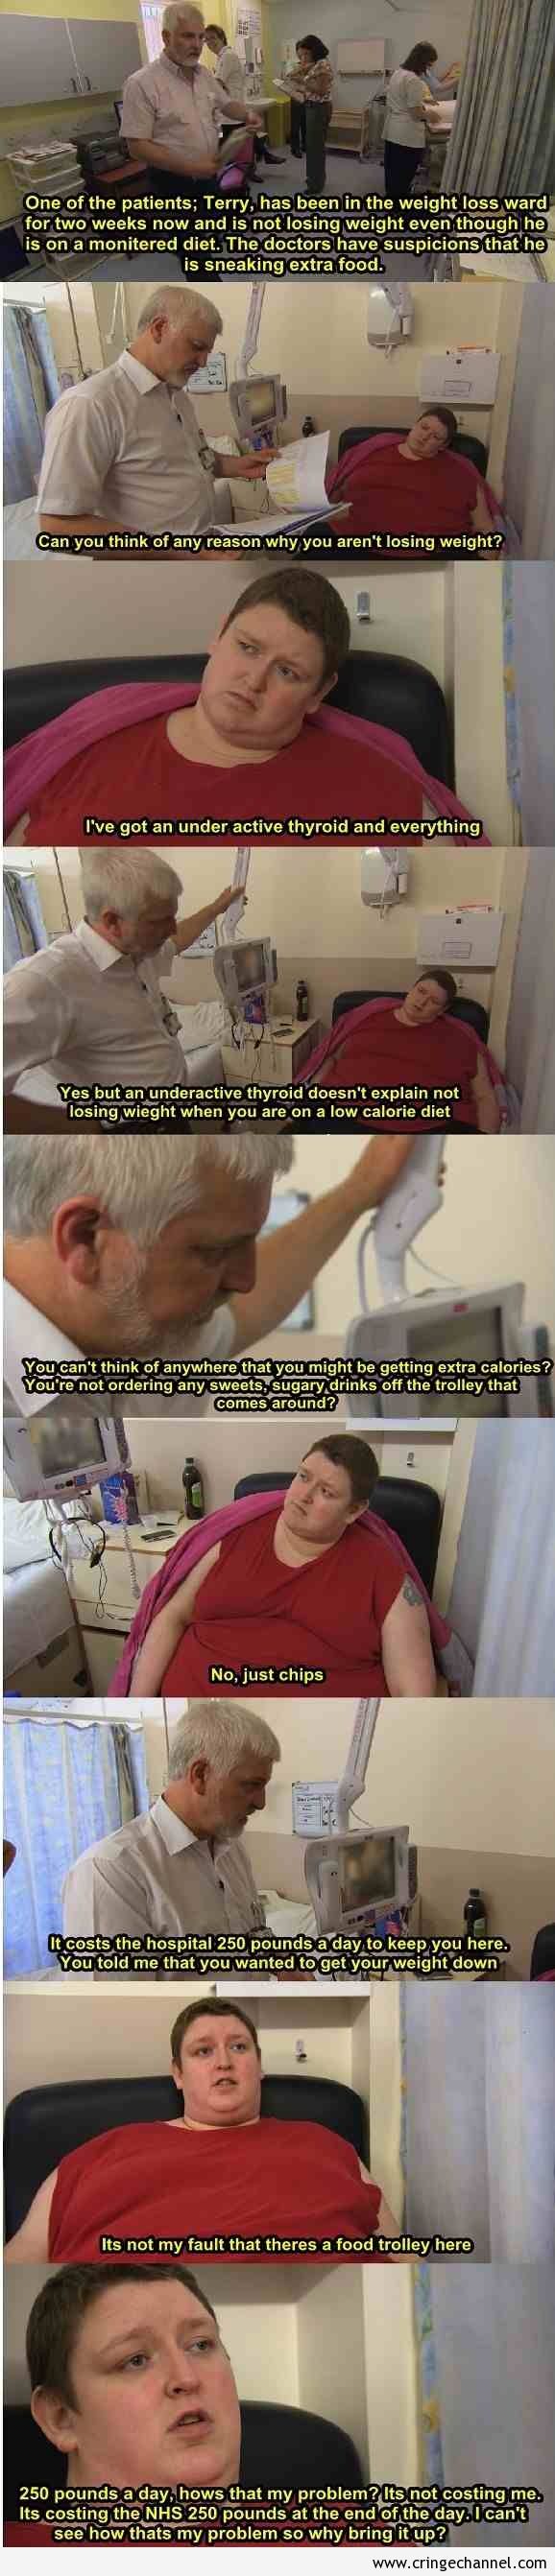 One of the patients; Terry, has been in the weight loss ward
for two weeks now and is not losing weight even though he
is on a monitered diet. The doctors have suspicions that he
is sneaking extra food.
Can you think of any reason why you aren't losing weight?
I've got an under active thyroid and everything
Yes but an underactive thyroid doesn't explain not
losing wieght when you are on a low calorie diet
You can't think of anywhere that you might be getting extra calories?
You're not ordering any sweets, sugary drinks off the trolley that
comes around?
No, just chips
It costs the hospital 250 pounds a day to keep you here.
You told me that you wanted to get your weight down
Its not my fault that theres a food trolley here
250 pounds a day, hows that my problem? Its not costing me.
Its costing the NHS 250 pounds at the end of the day. I can't
see how thats my problem so why bring it up?
www.cringechannel.com